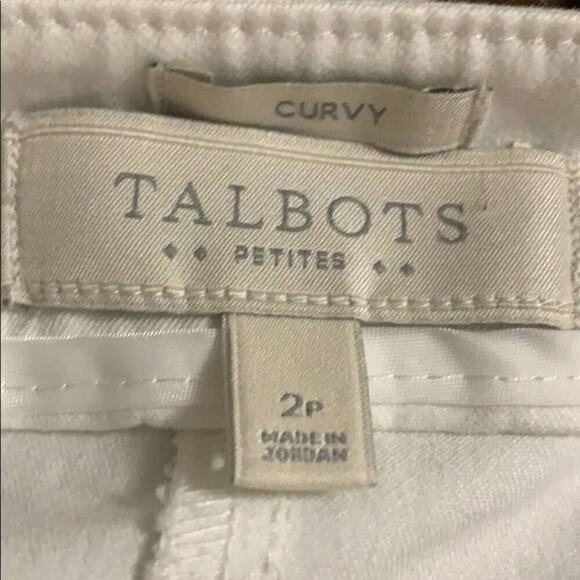 CURVY
TALBOTS
PETITES
2P
MADE IN
JORDAN